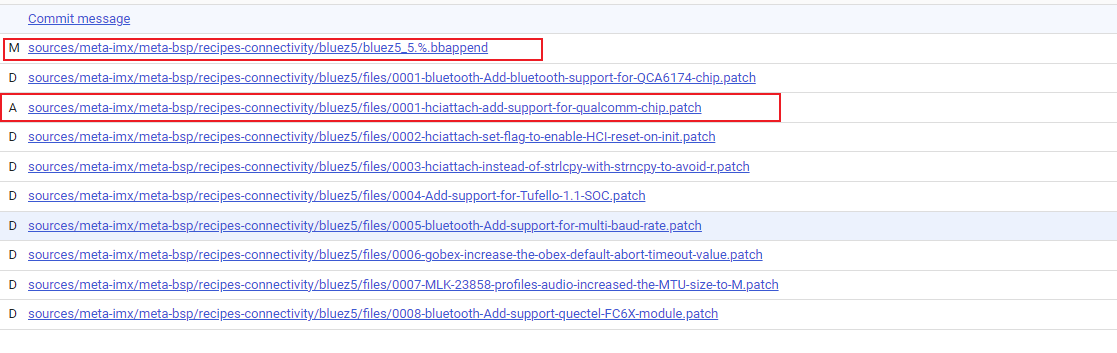 Commit message
M sources/meta-imx/meta-bsp/recipes-connectivity/bluez5/bluez5_5.%.bbappend
D sources/meta-imx/meta-bsp/recipes-connectivity/bluez5/files/0001-bluetooth-Add-bluetooth-support-for-QCA6174-chip.patch
A sources/meta-imx/meta-bsp/recipes-connectivity/bluez5/files/0001-hciattach-add-support-for-qualcomm-chip.patch
D sources/meta-imx/meta-bsp/recipes-connectivity/bluez5/files/0002-hciattach-set-flag-to-enable-HCI-reset-on-init.patch
D sources/meta-imx/meta-bsp/recipes-connectivity/bluez5/files/0003-hciattach-instead-of-strlcpy-with-strncpy-to-avoid-r.patch
D sources/meta-imx/meta-bsp/recipes-connectivity/bluez5/files/0004-Add-support-for-Tufello-1.1-SOC.patch
D sources/meta-imx/meta-bsp/recipes-connectivity/bluez5/files/0005-bluetooth-Add-support-for-multi-baud-rate.patch
D sources/meta-imx/meta-bsp/recipes-connectivity/bluez5/files/0006-gobex-increase-the-obex-default-abort-timeout-value.patch
D sources/meta-imx/meta-bsp/recipes-connectivity/bluez5/files/0007-MLK-23858-profiles-audio-increased-the-MTU-size-to-M.patch
D sources/meta-imx/meta-bsp/recipes-connectivity/bluez5/files/0008-bluetooth-Add-support-quectel-FC6X-module.patch